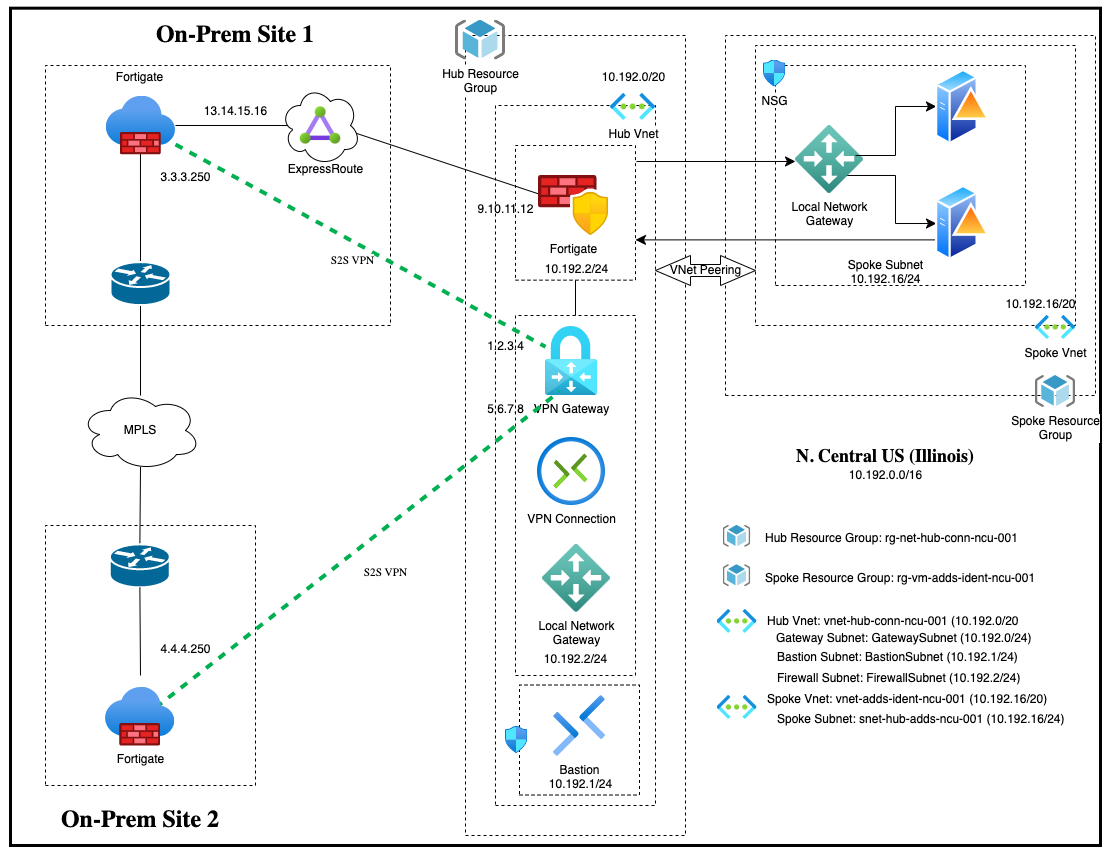 On-Prem Site 1
Fortigate
13.14.15.16
ExpressRoute
3.3.3.250
S2S VPN
MPLS
S2S VPN
4.4.4.250
Fortigate
On-Prem Site 2
Hub Resource
Group
10.192.0/20
Hub Vnet
9.10.11.12
Fortigate
10.192.2/24
1.2.3.4
5.6.7.8
VPN Gateway
VPN Connection
Local Network
Gateway
10.192.2/24
Bastion
10.192.1/24
VNet Peering
NSG
Local Network
Gateway
Spoke Subnet
10.192.16/24
10.192.16/20
Spoke Vnet
Spoke Resource
Group
N. Central US (Illinois)
10.192.0.0/16
Hub Resource Group: rg-net-hub-conn-ncu-001
Spoke Resource Group: rg-vm-adds-ident-ncu-001
Hub Vnet: vnet-hub-conn-ncu-001 (10.192.0/20
Gateway Subnet: GatewaySubnet (10.192.0/24)
Bastion Subnet: BastionSubnet (10.192.1/24)
Firewall Subnet: FirewallSubnet (10.192.2/24)
Spoke Vnet: vnet-adds-ident-ncu-001 (10.192.16/20)
Spoke Subnet: snet-hub-adds-ncu-001 (10.192.16/24)